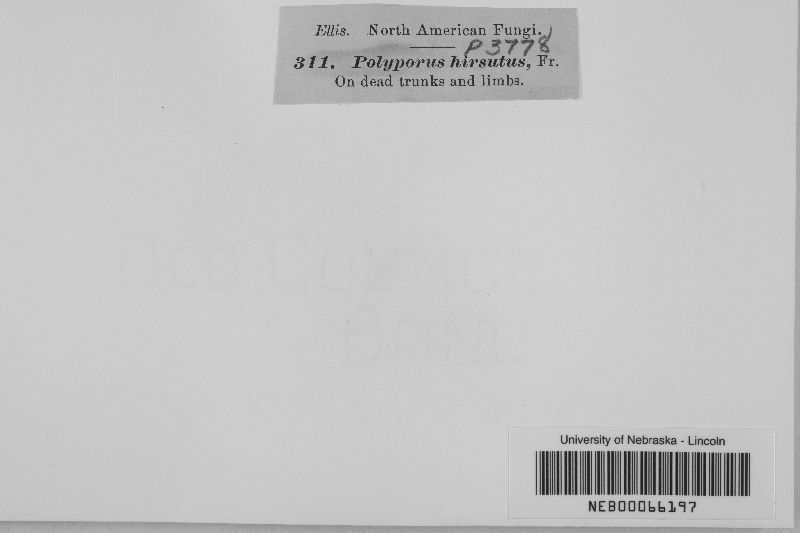 Ellis. North American Fungi.
P3778
311. Polyporus hirsutus, Fr.
On dead trunks and limbs.
University of Nebraska - Lincoln
NEB00066197